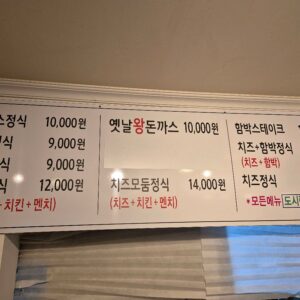 스정식 10,000원
식 9,000원
식 9,000원
식 12,000원
+치킨+멘치)
옛날왕돈까스 10,000원
치즈모둠정식 14,000원
(치즈+치킨+멘치)
함박스테이크
치즈+함박정식
(치즈+함박)
치즈정식
*모든메뉴 도시